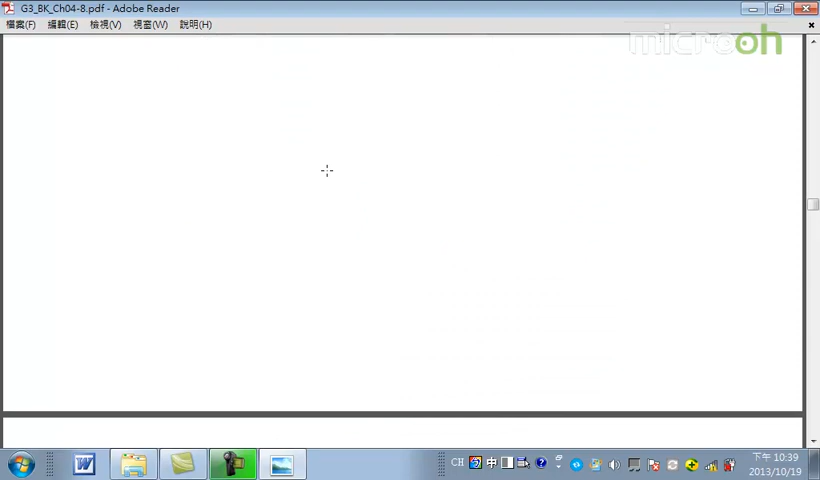 G3_BK_Ch04-8.pdf - Adobe Reader
檔案(F) 編輯(E) 檢視(V) 視窗(W) 說明(H)
microoh
CH 中
下午 10:39
2013/10/19